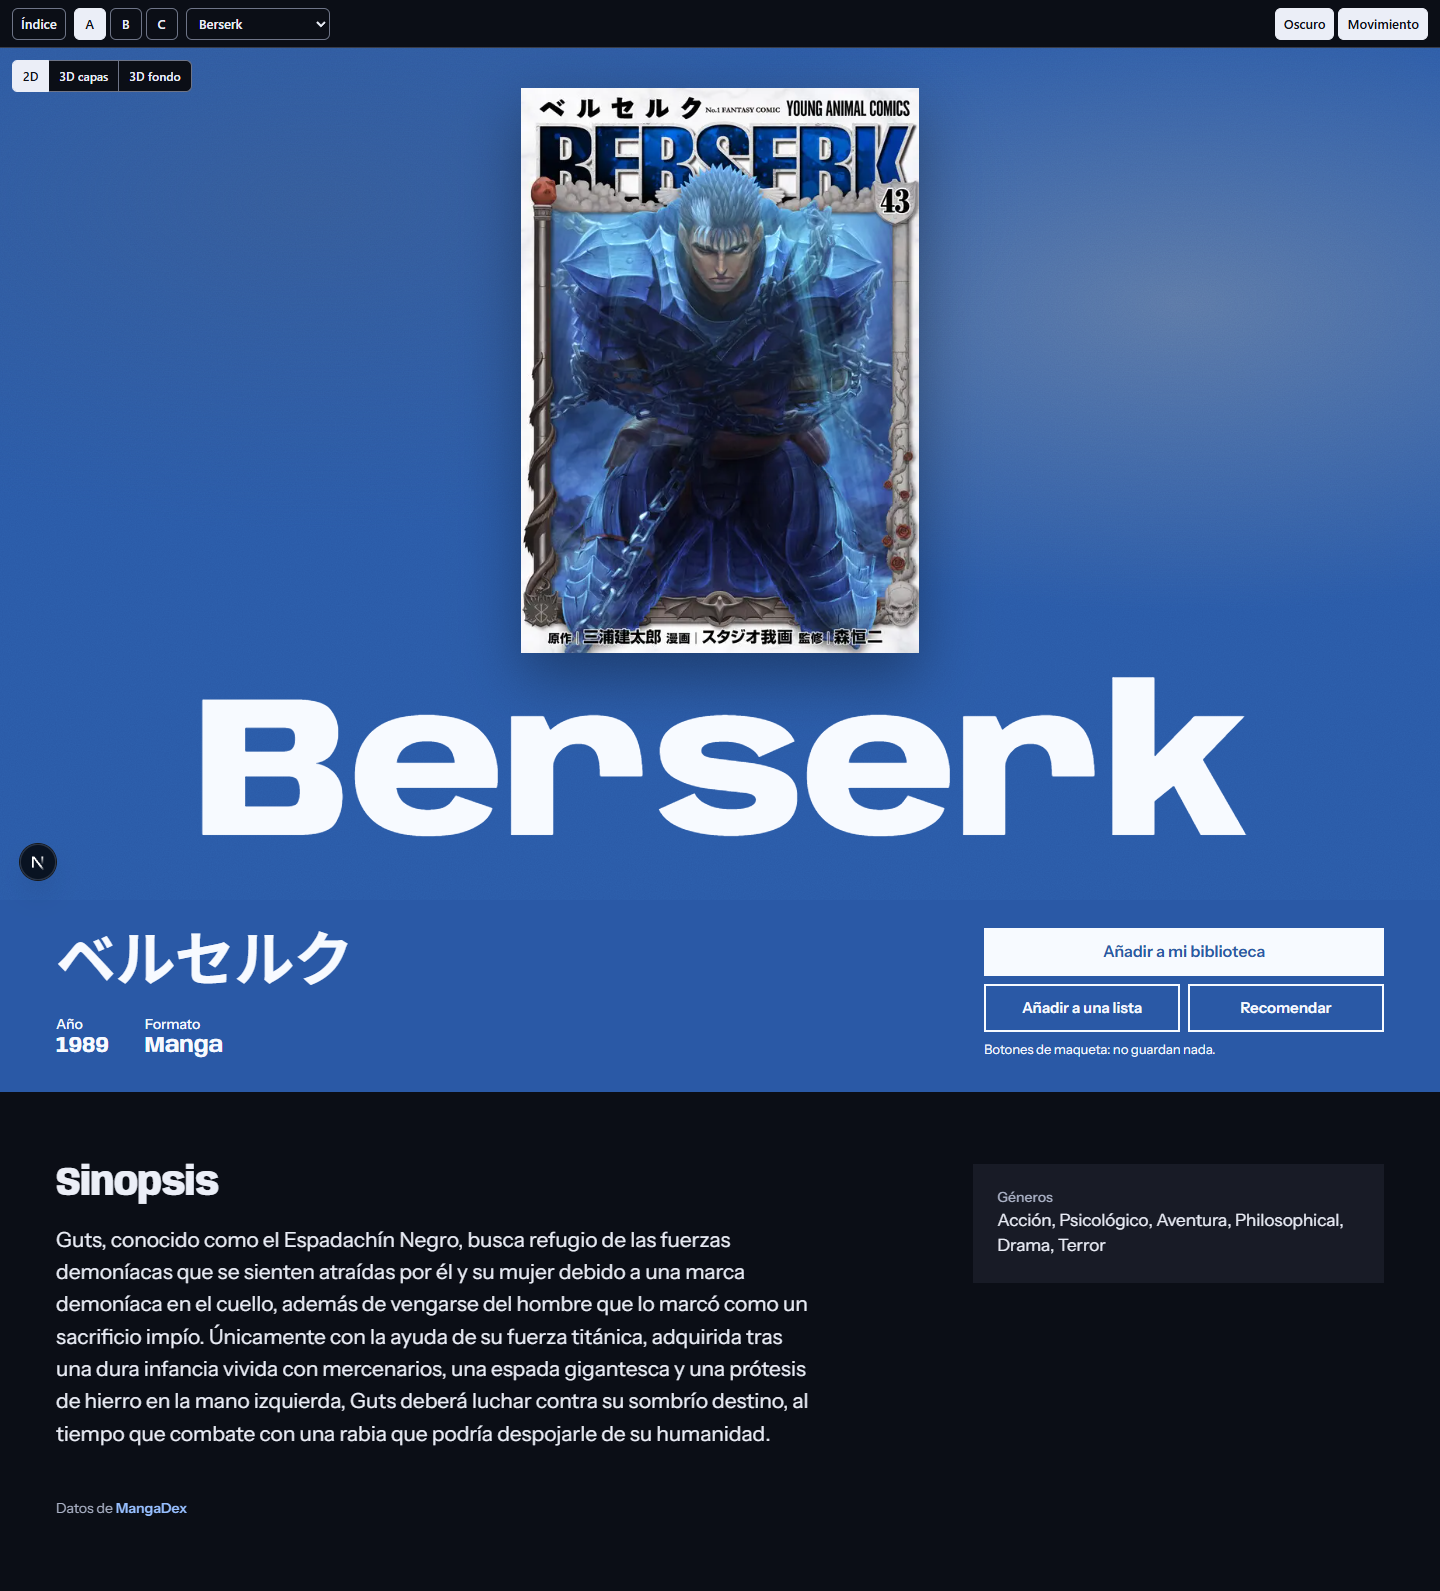 Índice
A
B
C
Berserk
Oscuro
Movimiento
2D
3D capas
3D fondo
ベルセルク
No.1 FANTASY COMIC
YOUNG ANIMAL COMICS
BERSERK
43
原作|三浦建太郎 漫画|スタジオ我画 監修|森恒二
Berserk
N
ベルセルク
Año
1989
Formato
Manga
Añadir a mi biblioteca
Añadir a una lista
Recomendar
Botones de maqueta: no guardan nada.
Sinopsis
Guts, conocido como el Espadachín Negro, busca refugio de las fuerzas
demoníacas que se sienten atraídas por él y su mujer debido a una marca
demoníaca en el cuello, además de vengarse del hombre que lo marcó como un
sacrificio impío. Únicamente con la ayuda de su fuerza titánica, adquirida tras
una dura infancia vivida con mercenarios, una espada gigantesca y una prótesis
de hierro en la mano izquierda, Guts deberá luchar contra su sombrío destino, al
tiempo que combate con una rabia que podría despojarle de su humanidad.
Géneros
Acción, Psicológico, Aventura, Philosophical,
Drama, Terror
Datos de MangaDex